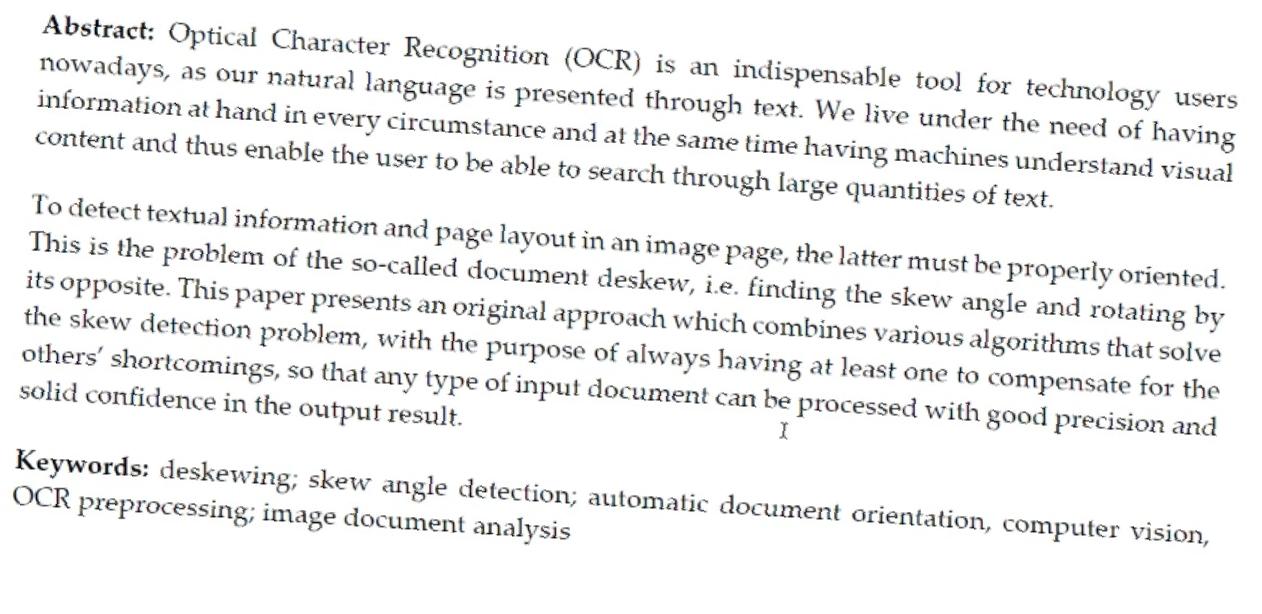 Abstract: Optical Character Recognition (OCR) is an indispensable tool for technology users
nowadays, as our natural language is presented through text. We live under the need of having
information at hand in every circumstance and at the same time having machines understand visual
content and thus enable the user to be able to search through large quantities of text.
To detect textual information and page layout in an image page, the latter must be properly oriented.
This is the problem of the so-called document deskew, i.e. finding the skew angle and rotating by
its opposite. This paper presents an original approach which combines various algorithms that solve
the skew detection problem, with the purpose of always having at least one to compensate for the
others’ shortcomings, so that any type of input document can be processed with good precision and
solid confidence in the output result.
Keywords: deskewing; skew angle detection; automatic document orientation, computer vision,
OCR preprocessing; image document analysis